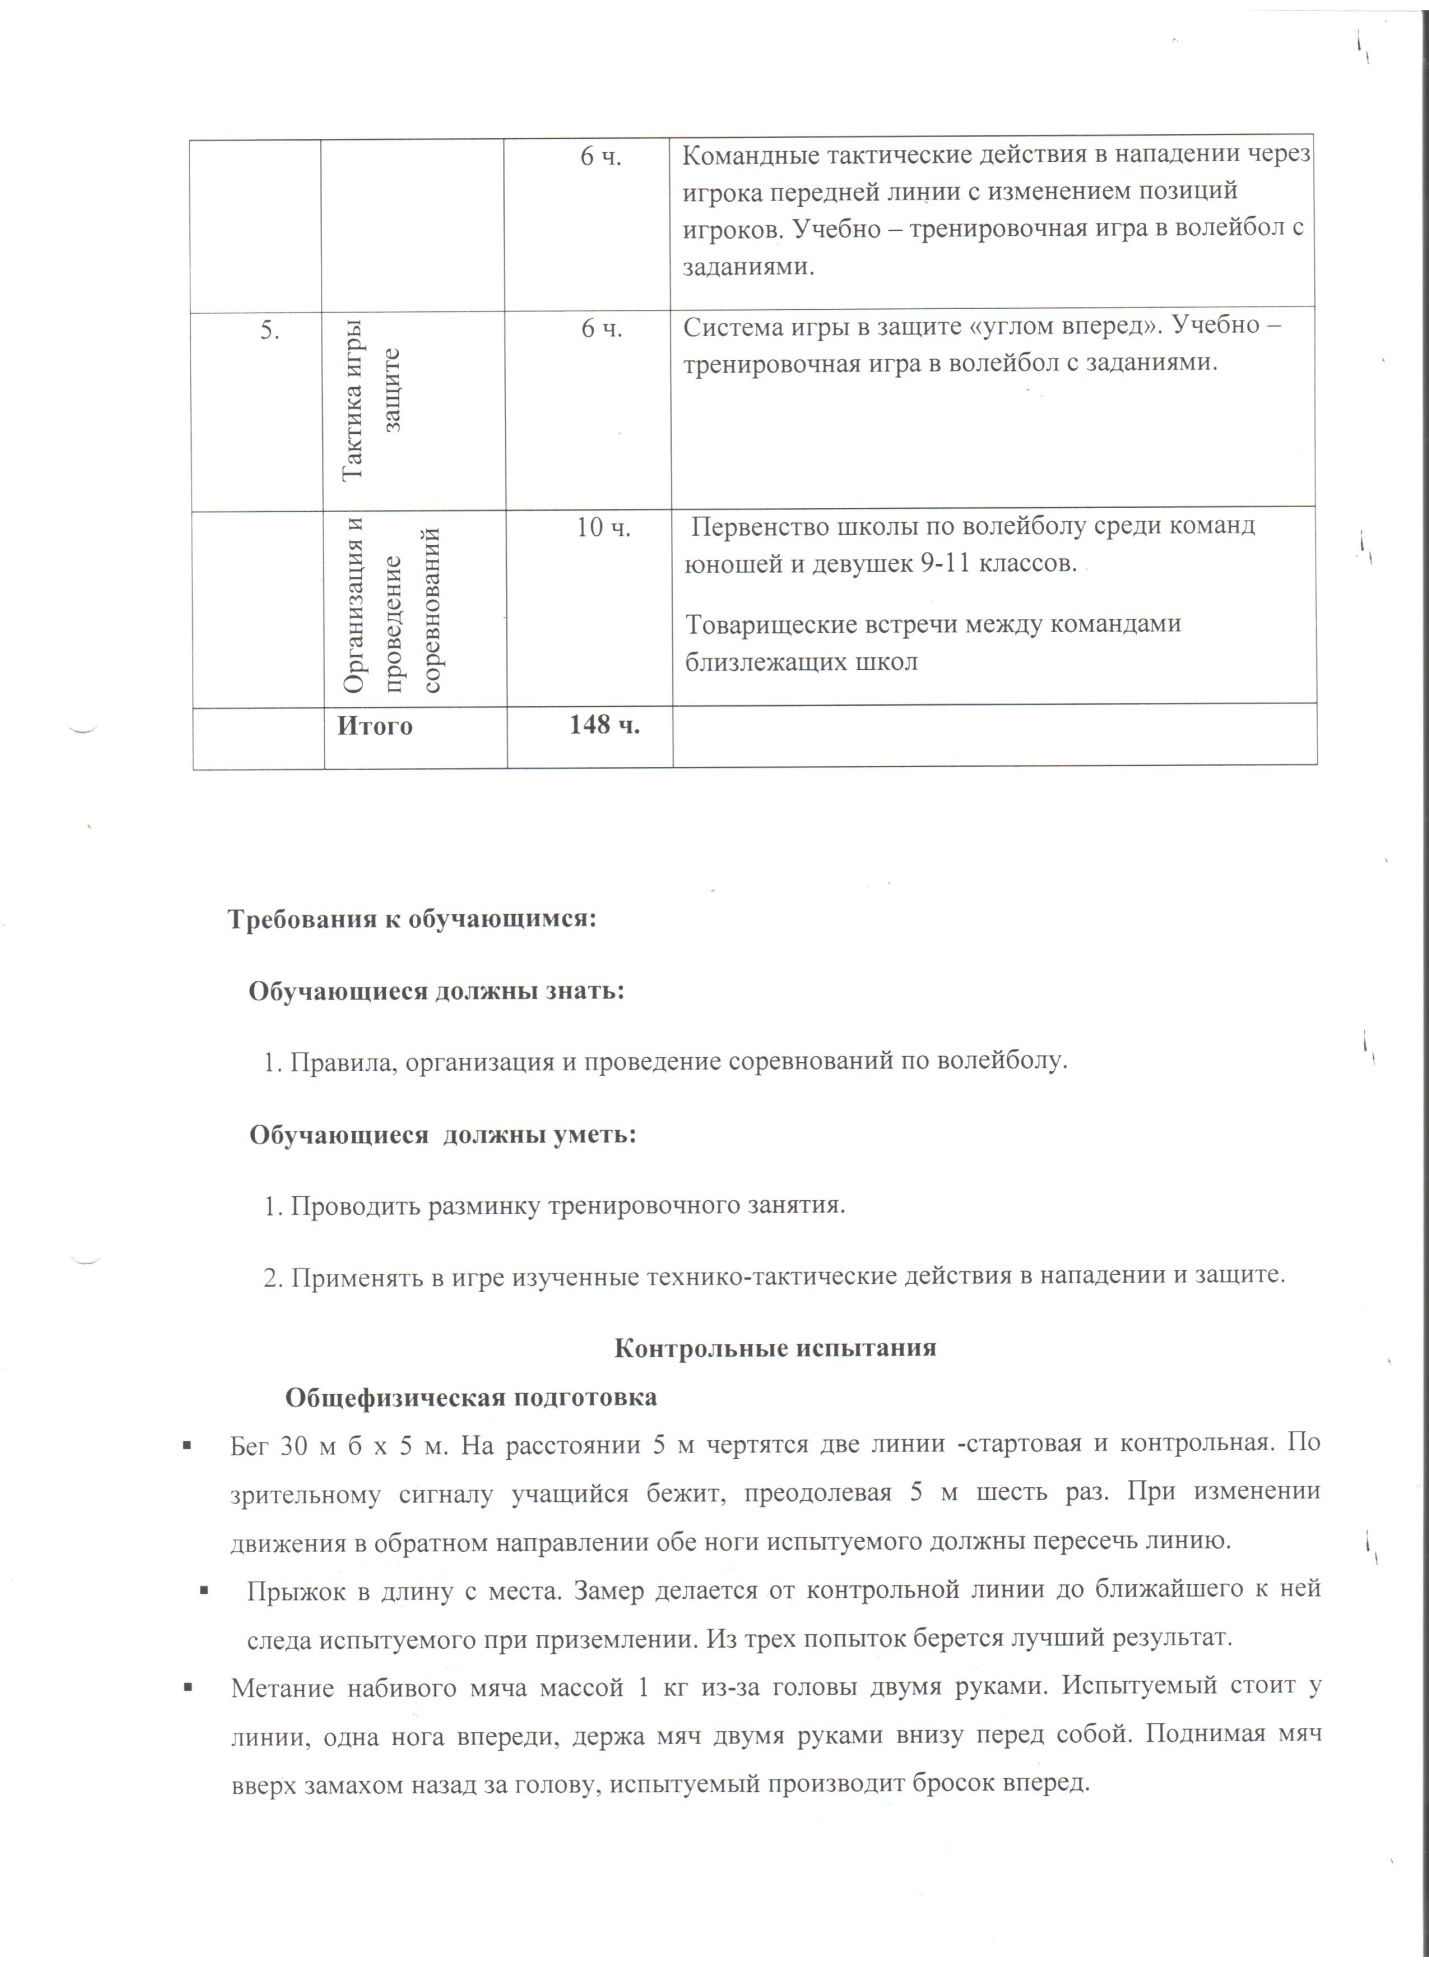 6 ч.
Командные тактические действия в нападении через
игрока передней линии с изменением позиций
игроков. Учебно – тренировочная игра в волейбол с
заданиями.
5.
Тактика игры
защите
6 ч.
Система игры в защите «углом вперед». Учебно –
тренировочная игра в волейбол с заданиями.
Организация и
проведение
соревнований
10 ч.
Первенство школы по волейболу среди команд
юношей и девушек 9-11 классов.
Товарищеские встречи между командами
близлежащих школ
Итого
148 ч.
Требования к обучающимся:
Обучающиеся должны знать:
1. Правила, организация и проведение соревнований по волейболу.
Обучающиеся должны уметь:
1. Проводить разминку тренировочного занятия.
2. Применять в игре изученные технико-тактические действия в нападении и защите.
Контрольные испытания
Общефизическая подготовка
▪ Бег 30 м б х 5 м. На расстоянии 5 м чертятся две линии -стартовая и контрольная. По
зрительному сигналу учащийся бежит, преодолевая 5 м шесть раз. При изменении
движения в обратном направлении обе ноги испытуемого должны пересечь линию.
▪ Прыжок в длину с места. Замер делается от контрольной линии до ближайшего к ней
следа испытуемого при приземлении. Из трех попыток берется лучший результат.
▪ Метание набивного мяча массой 1 кг из-за головы двумя руками. Испытуемый стоит у
линии, одна нога впереди, держа мяч двумя руками внизу перед собой. Поднимая мяч
вверх замахом назад за голову, испытуемый производит бросок вперед.